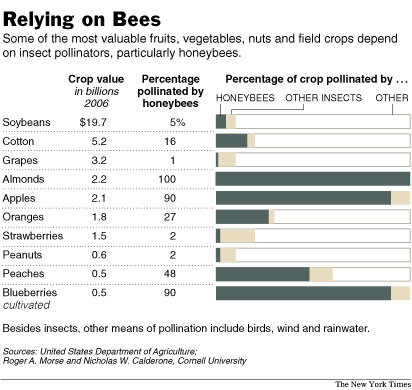 Relying on Bees
Some of the most valuable fruits, vegetables, nuts and field crops depend
on insect pollinators, particularly honeybees.
Crop value
in billions
2006
Percentage
pollinated by
honeybees
Percentage of crop pollinated by ...
HONEYBEES OTHER INSECTS OTHER
Soybeans $19.7 5%
Cotton 5.2 16
Grapes 3.2 1
Almonds 2.2 100
Apples 2.1 90
Oranges 1.8 27
Strawberries 1.5 2
Peanuts 0.6 2
Peaches 0.5 48
Blueberries 0.5 90
cultivated
Besides insects, other means of pollination include birds, wind and rainwater.
Sources: United States Department of Agriculture;
Roger A. Morse and Nicholas W. Calderone, Cornell University
The New York Times